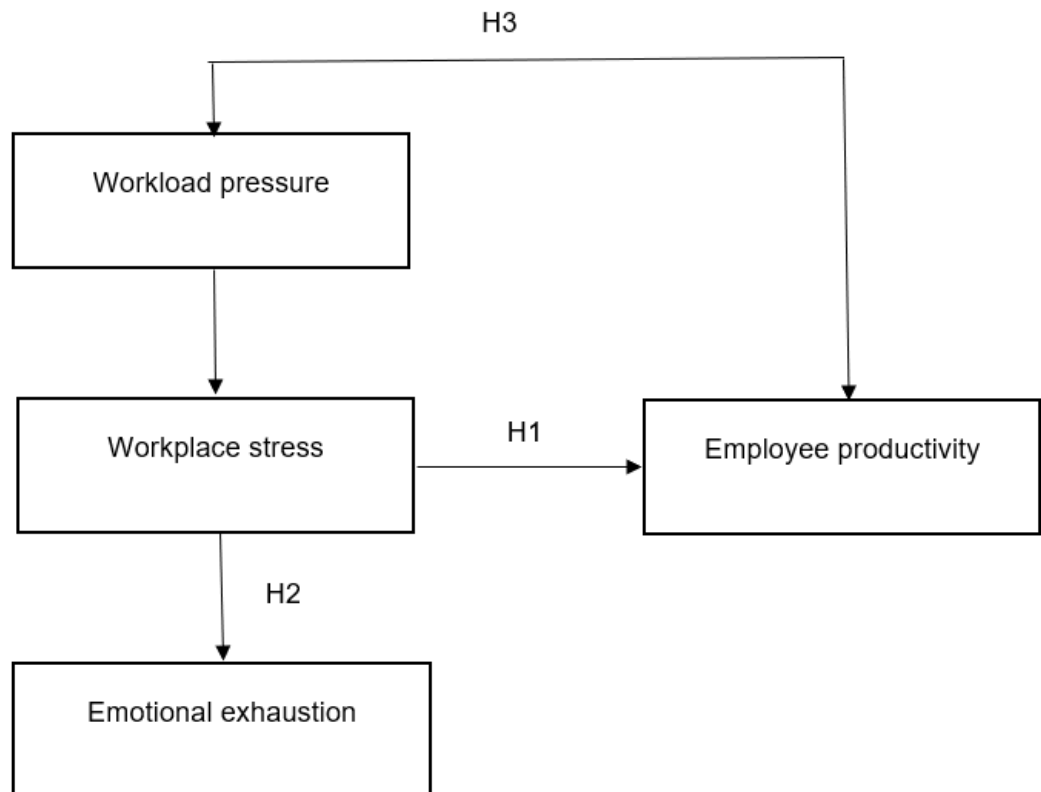 H3
Workload pressure
Workplace stress
H1
Employee productivity
H2
Emotional exhaustion